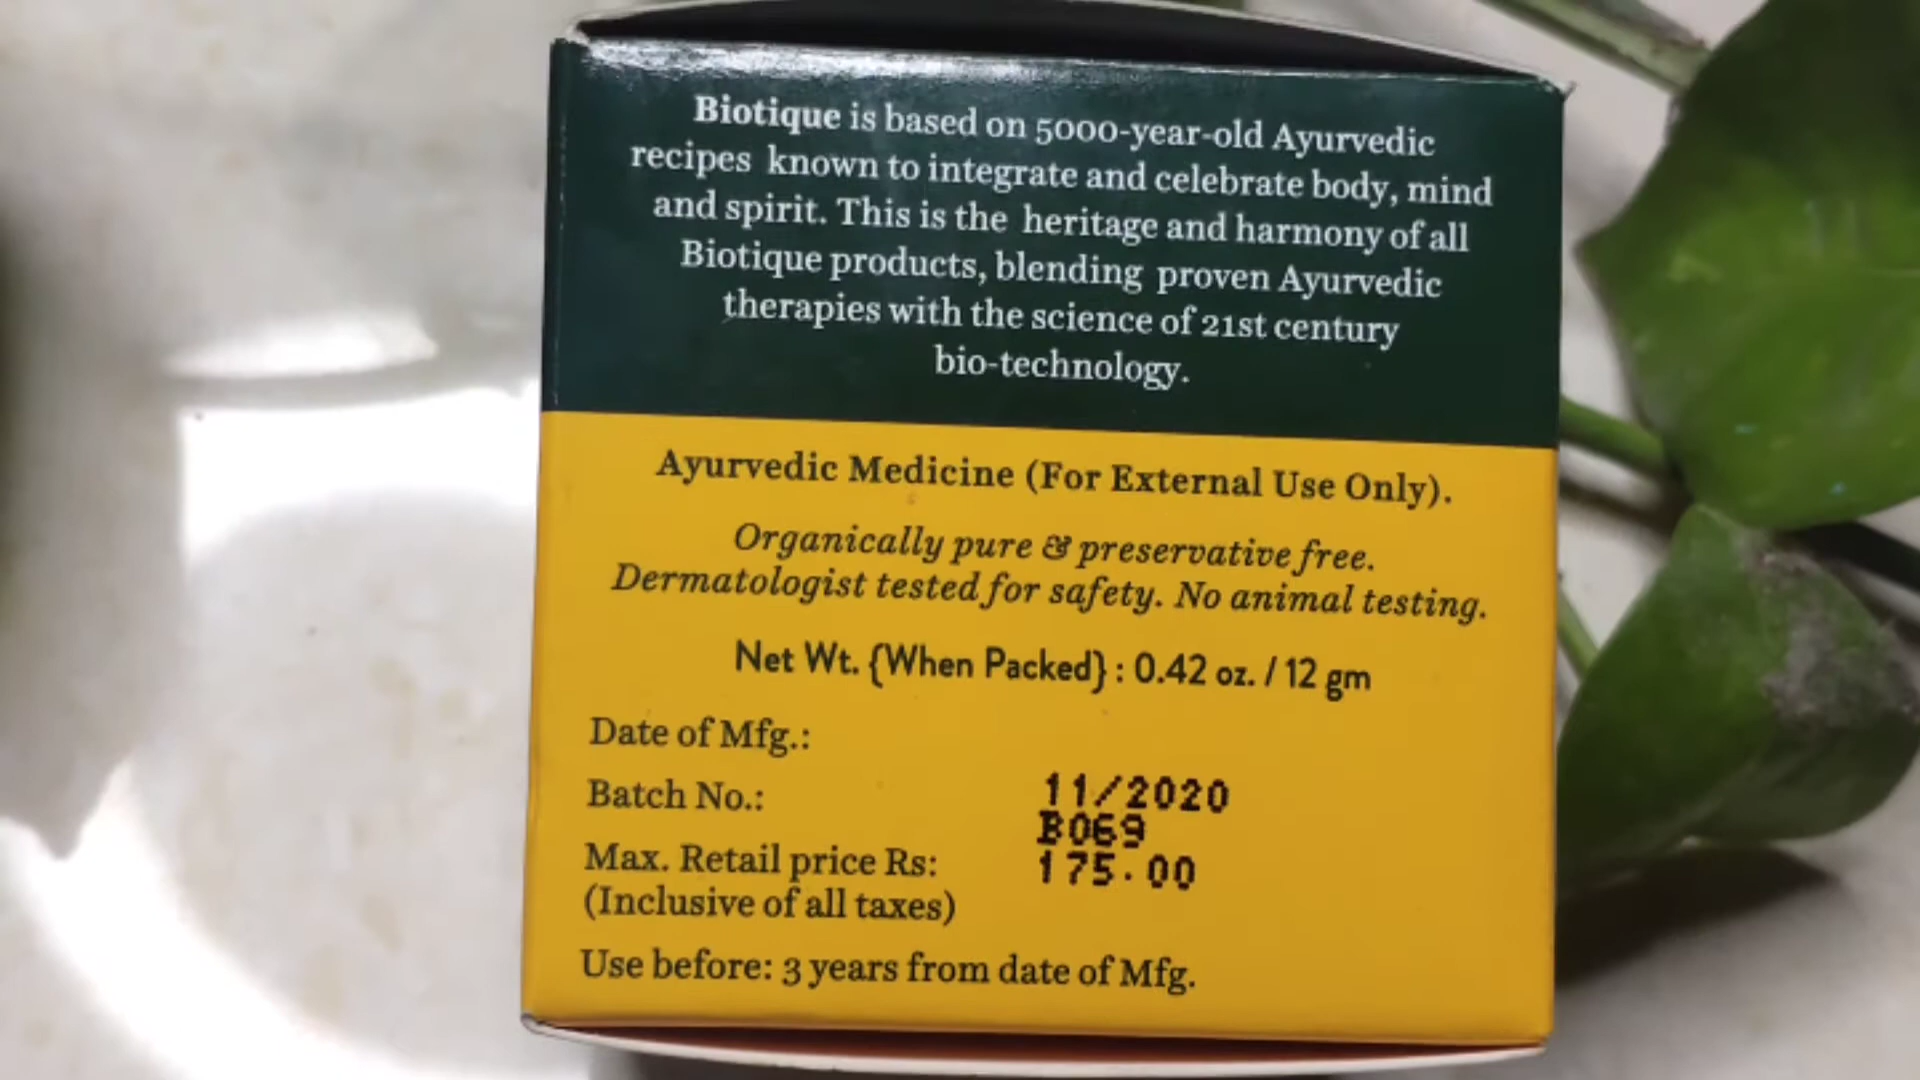 Biotique is based on 5000-year-old Ayurvedic
recipes known to integrate and celebrate body, mind
and spirit. This is the heritage and harmony of all
Biotique products, blending proven Ayurvedic
therapies with the science of 21st century
bio-technology.
Ayurvedic Medicine (For External Use Only).
Organically pure & preservative free.
Dermatologist tested for safety. No animal testing.
Net Wt. {When Packed} : 0.42 oz. / 12 gm
Date of Mfg.:
11/2020
Batch No.:
B069
Max. Retail price Rs:
175.00
(Inclusive of all taxes)
Use before: 3 years from date of Mfg.